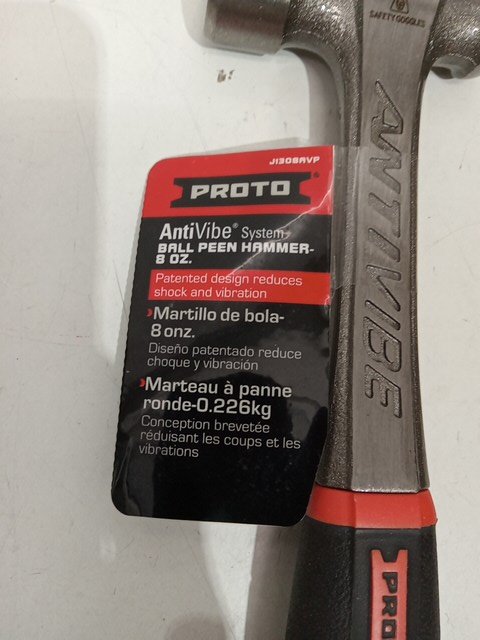 SAFETY GOGGLES
J1308AVP
PROTO®
AntiVibe® System
BALL PEEN HAMMER-
8 OZ.
Patented design reduces
shock and vibration
›Martillo de bola-
8 onz.
Diseño patentado reduce
choque y vibración
›Marteau à panne
ronde-0.226kg
Conception brevetée
réduisant les coups et les
vibrations
ANTIVIBE
PROTO